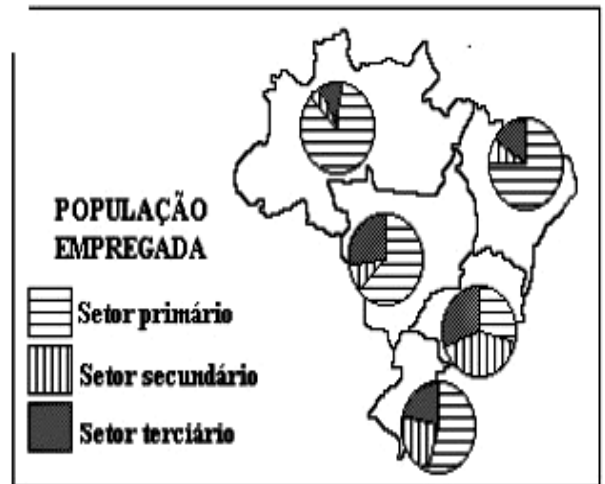 POPULAÇÃO
EMPREGADA
Setor primário
Setor secundário
Setor terciário